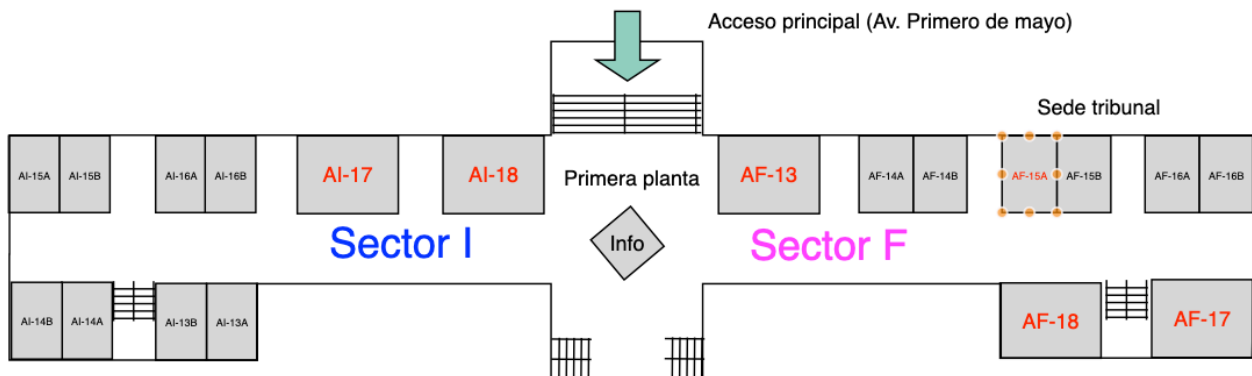 Acceso principal (Av. Primero de mayo)
Sede tribunal
AI-15A
AI-15B
AI-16A
AI-16B
AI-17
AI-18
Primera planta
AF-13
AF-14A
AF-14B
AF-15A
AF-15B
AF-16A
AF-16B
Sector I
Info
Sector F
AI-14B
AI-14A
AI-13B
AI-13A
AF-18
AF-17